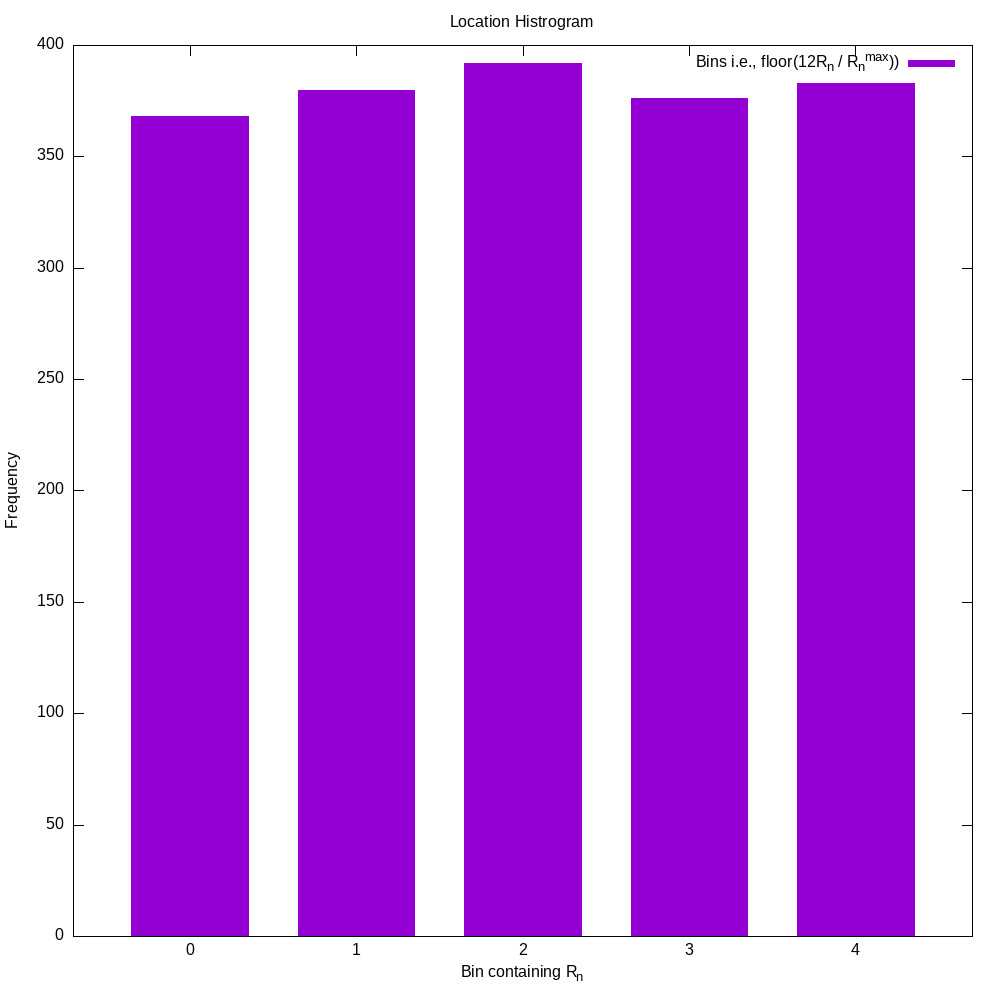 Location Histrogram
Bins i.e., floor(12Rn / Rnmax))
400
350
300
250
200
150
100
50
0
Frequency
0 1 2 3 4
Bin containing Rn